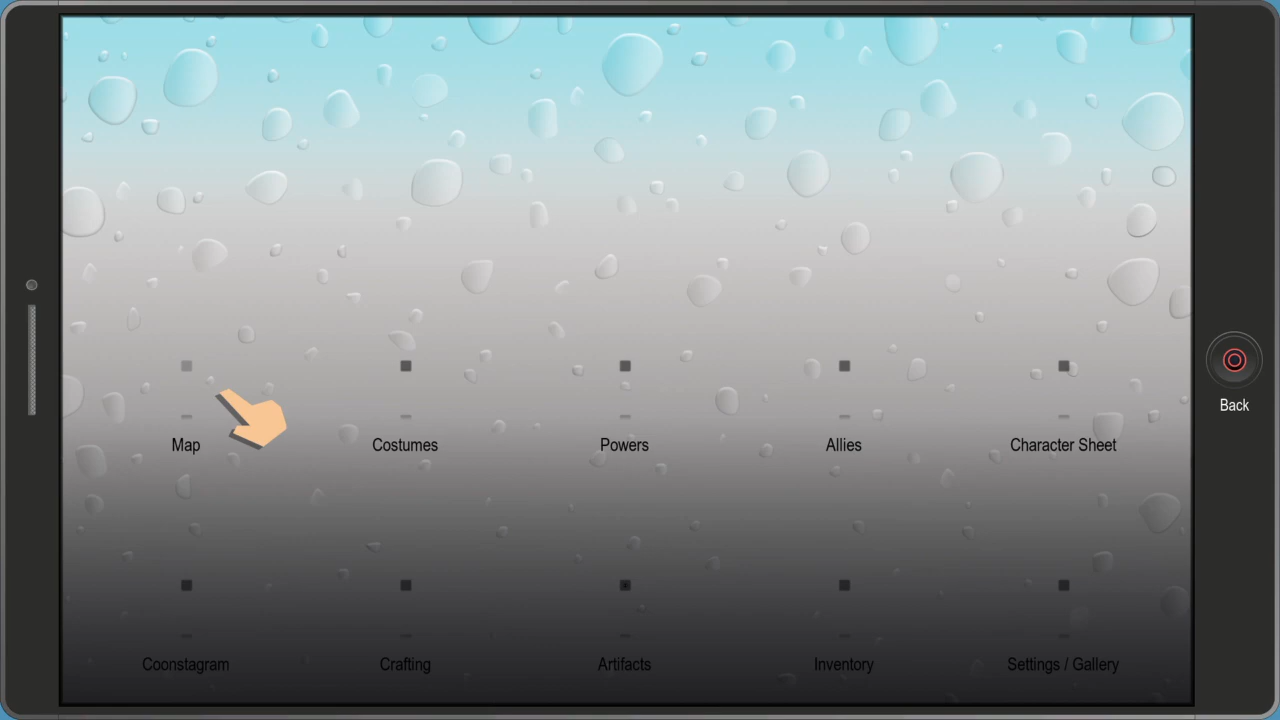 Back
Map
Costumes
Powers
Allies
Character Sheet
Coonstagram
Crafting
Artifacts
Inventory
Settings / Gallery